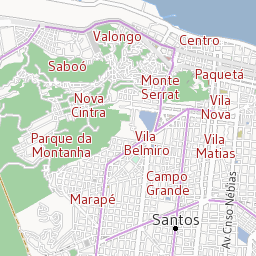 Valongo
Centro
Saboó
Monte
Serrat
Paquetá
Nova
Cintra
Vila
Nova
Parque da
Montanha
Vila
Belmiro
Vila
Matias
Campo
Grande
Marapé
Santos
Av Cnso Nébias